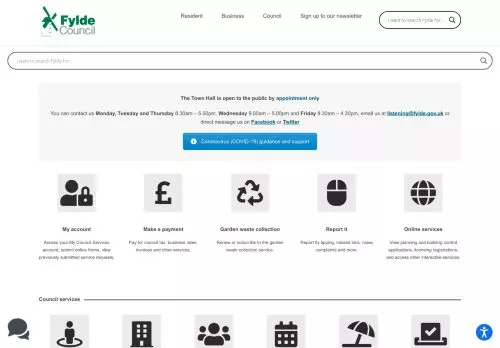 Fylde
Council
Resident Business Council Sign up to our newsletter
I want to search Fylde for...
I want to search Fylde for...
The Town Hall is open to the public by appointment only
You can contact us Monday, Tuesday and Thursday 8.30am – 5.00pm, Wednesday 9.00am – 5.00pm and Friday 8.30am – 4.30pm, email us at listening@fylde.gov.uk or
direct message us on Facebook or Twitter
Coronavirus (COVID-19) guidance and support
My account
Access your My Council Services
account, submit online forms, view
previously submitted service requests.
Make a payment
Pay for council tax, business rates,
invoices and other services.
Garden waste collection
Renew or subscribe to the garden
waste collection service.
Report it
Report fly tipping, missed bins, noise
complaints and more.
Online services
View planning and building control
applications, licensing registrations,
and access other interactive services.
Council services